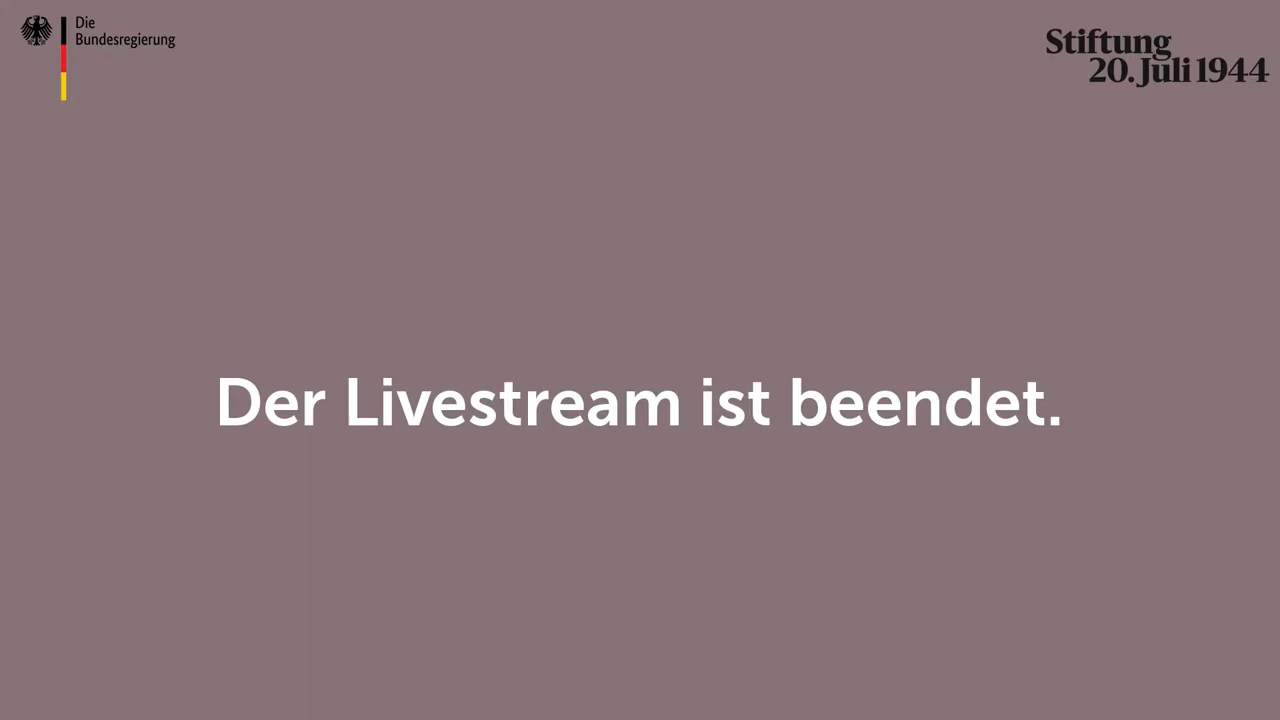 Die
Bundesregierung
Stiftung
20. Juli 1944
Der Livestream ist beendet.